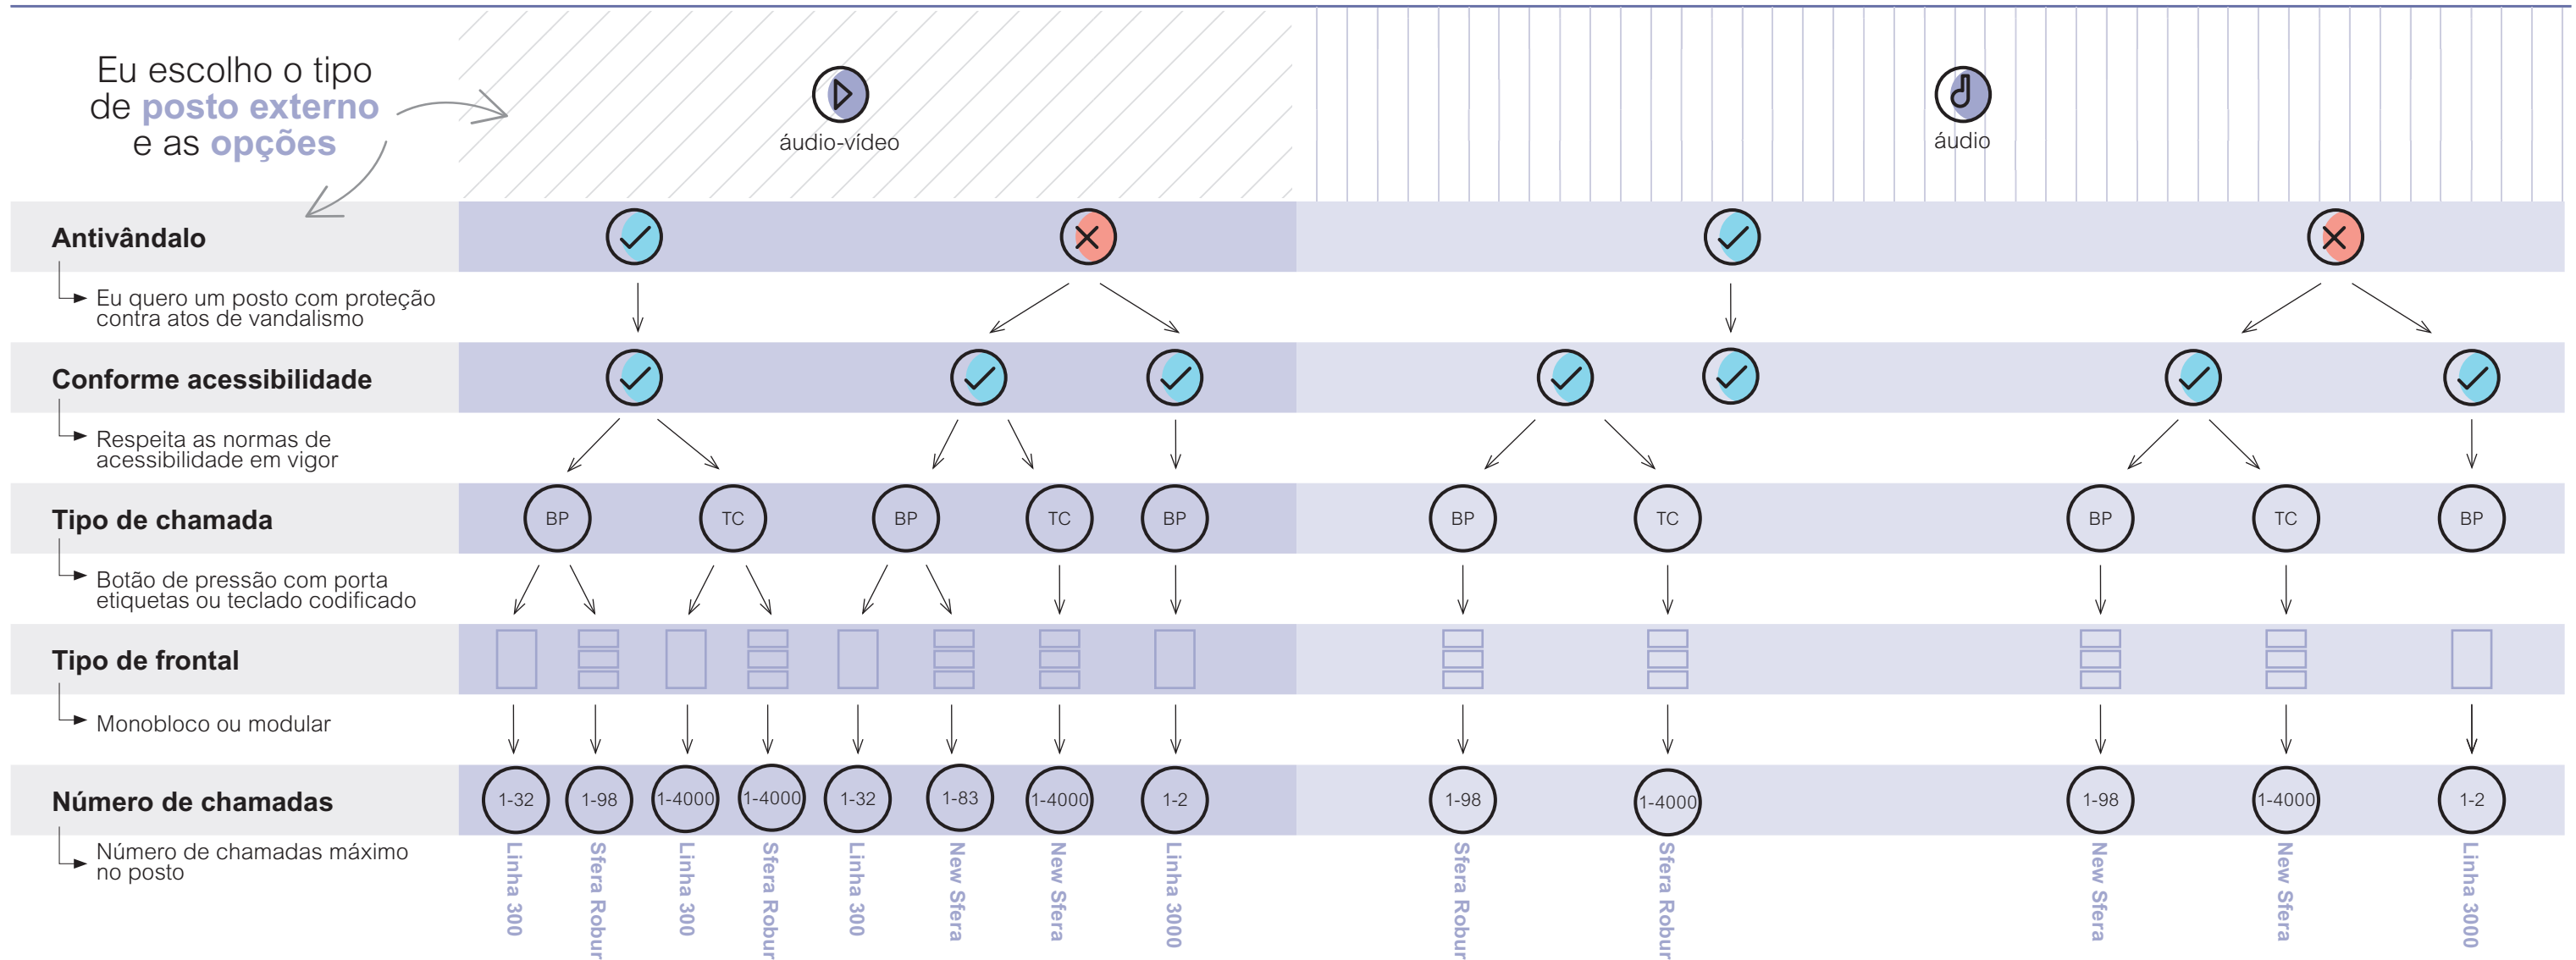 Eu escolho o tipo
de posto externo
e as opções
áudio-vídeo
áudio
Antivândalo
Eu quero um posto com proteção
contra atos de vandalismo
Conforme acessibilidade
Respeita as normas de
acessibilidade em vigor
Tipo de chamada
BP TC BP TC BP BP TC BP TC BP
Botão de pressão com porta
etiquetas ou teclado codificado
Tipo de frontal
Monobloco ou modular
Número de chamadas
1-32 1-98 1-4000 1-4000 1-32 1-83 1-4000 1-2 1-98 1-4000 1-98 1-4000 1-2
Número de chamadas máximo
no posto
Linha 300
Sfera Robur
Linha 300
Sfera Robur
Linha 300
New Sfera
New Sfera
Linha 3000
Sfera Robur
Sfera Robur
New Sfera
New Sfera
Linha 3000